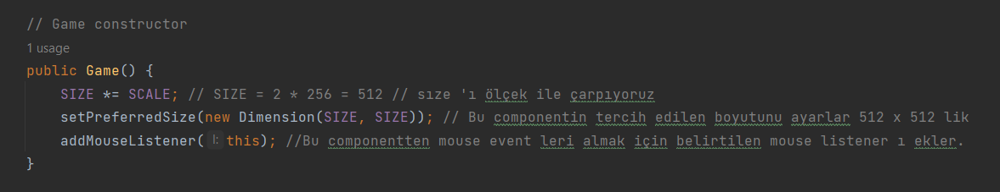 // Game constructor
1 usage
public Game() {
SIZE *= SCALE; // SIZE = 2 * 256 = 512 // sıze 'ı ölçek ile çarpıyoruz
setPreferredSize(new Dimension(SIZE, SIZE)); // Bu componentin tercih edilen boyutunu ayarlar 512 x 512 lik
addMouseListener( l: this); //Bu componentten mouse event leri almak için belirtilen mouse listener ı ekler.
}